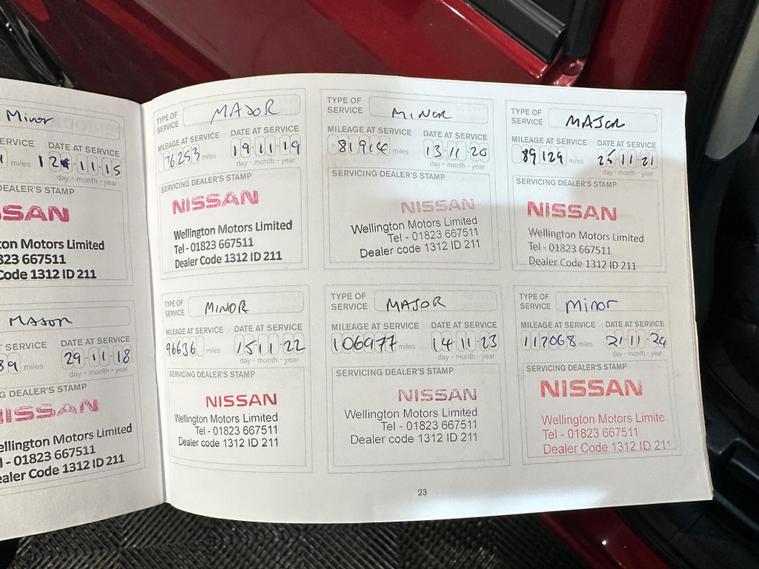 Minor
12 11 15
day - month - year
DEALER'S STAMP
Motors Limited
Code 1312 ID 211
MAJOR
miles
DATE AT SERVICE
29 11 18
day - month - year
DEALER'S STAMP
NISSAN
Wellington Motors Limited
- 01823 667511
Code 1312 ID 211
TYPE OF SERVICE MAJOR
MILEAGE AT SERVICE DATE AT SERVICE
76253 miles 19 11 19
day - month - year
SERVICING DEALER'S STAMP
NISSAN
Wellington Motors Limited
Tel - 01823 667511
Dealer Code 1312 ID 211
TYPE OF SERVICE MINOR
MILEAGE AT SERVICE DATE AT SERVICE
81914 miles 13 11 20
day - month - year
SERVICING DEALER'S STAMP
NISSAN
Wellington Motors Limited
Tel - 01823 667511
Dealer Code 1312 ID 211
TYPE OF SERVICE MAJOR
MILEAGE AT SERVICE DATE AT SERVICE
89129 miles 25 11 21
day - month - year
SERVICING DEALER'S STAMP
NISSAN
Wellington Motors Limited
Tel - 01823 667511
Dealer Code 1312 ID 211
TYPE OF SERVICE MINOR
MILEAGE AT SERVICE DATE AT SERVICE
96636 miles 15 11 22
day - month - year
SERVICING DEALER'S STAMP
NISSAN
Wellington Motors Limited
Tel - 01823 667511
Dealer code 1312 ID 211
TYPE OF SERVICE MAJOR
MILEAGE AT SERVICE DATE AT SERVICE
106977 miles 14 11 23
day - month - year
SERVICING DEALER'S STAMP
NISSAN
Wellington Motors Limited
Tel - 01823 667511
Dealer code 1312 ID 211
TYPE OF SERVICE Minor
MILEAGE AT SERVICE DATE AT SERVICE
117068 miles 21 11 24
day - month - year
SERVICING DEALER'S STAMP
NISSAN
Wellington Motors Limite
Tel - 01823 667511
Dealer Code 1312 ID 211
23